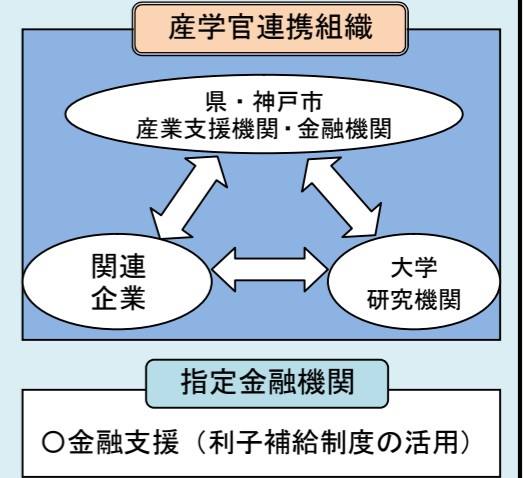 産学官連携組織
県・神戸市
産業支援機関・金融機関
関連
企業
大学
研究機関
指定金融機関
○金融支援（利子補給制度の活用）